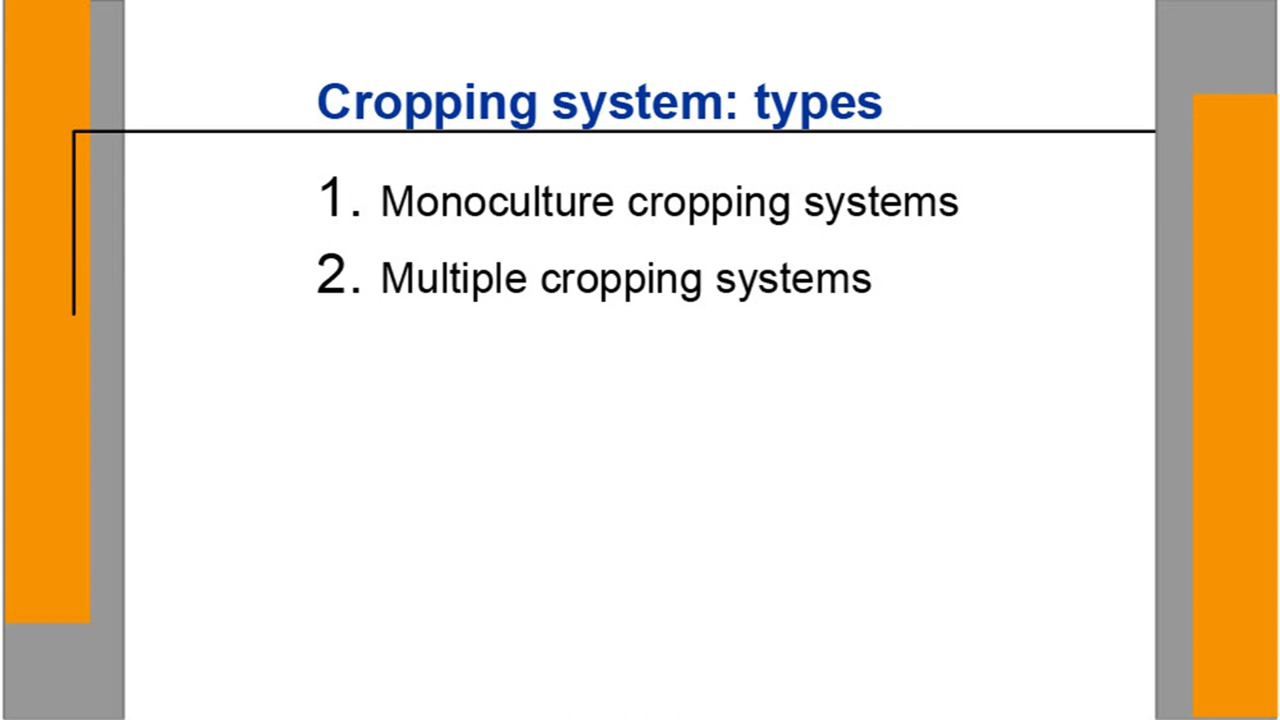 Cropping system: types
1. Monoculture cropping systems
2. Multiple cropping systems